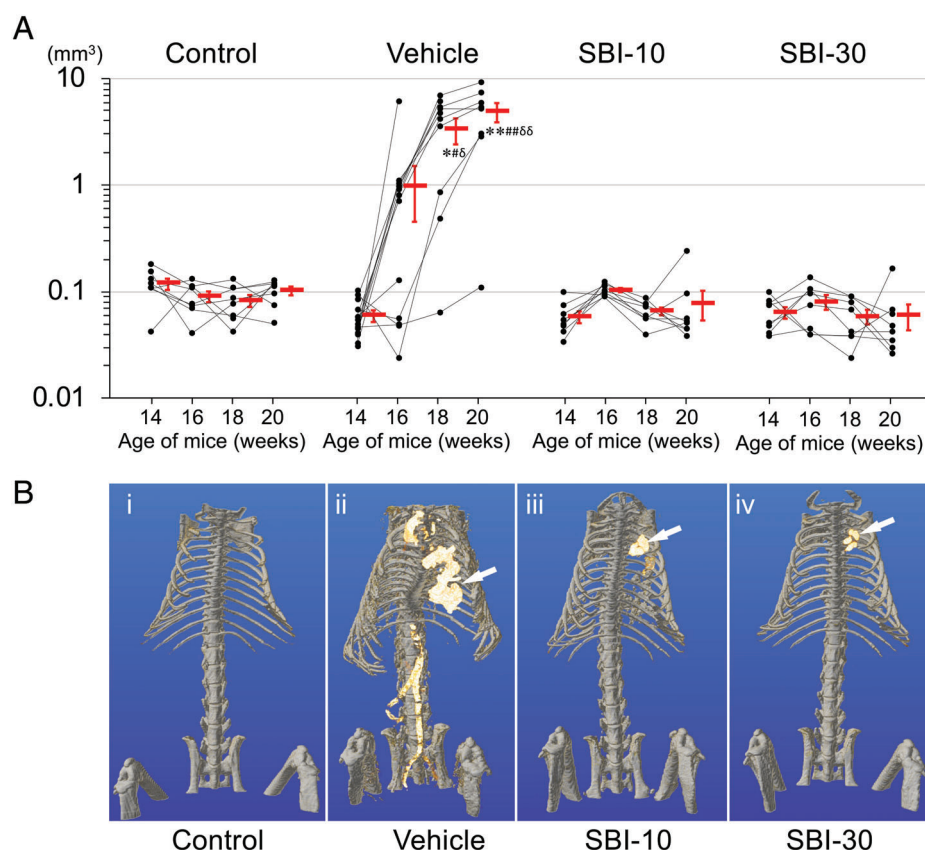 A
(mm³)
Control Vehicle SBI-10 SBI-30
10
1
0.1
0.01
*#δ
**##δδ
14 16 18 20 14 16 18 20 14 16 18 20 14 16 18 20
Age of mice (weeks) Age of mice (weeks) Age of mice (weeks) Age of mice (weeks)
B
i ii iii iv
Control Vehicle SBI-10 SBI-30